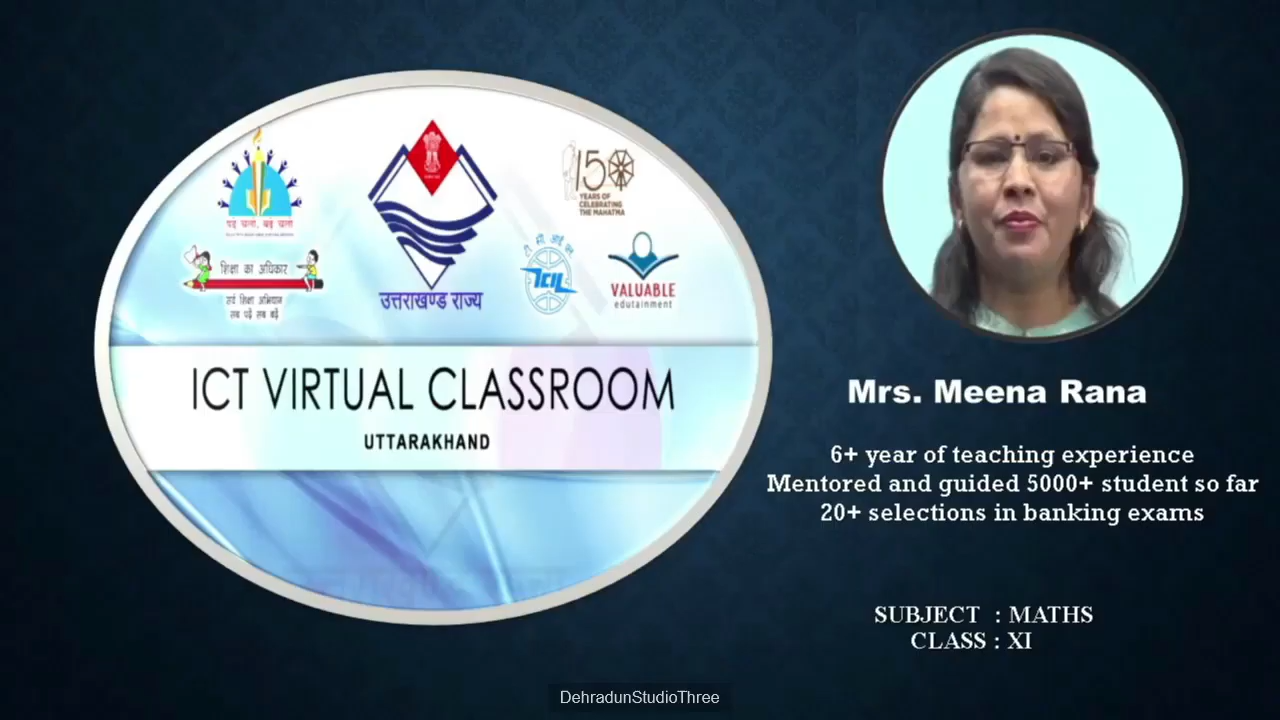 पढ़ चला, बढ़ चला
शिक्षा का अधिकार
सर्व शिक्षा अभियान
सब पढ़ें सब बढ़ें
उत्तराखण्ड राज्य
150
YEARS OF
CELEBRATING
THE MAHATMA
टी सी आई एल
TCIL
VALUABLE
edutainment
ICT VIRTUAL CLASSROOM
UTTARAKHAND
Mrs. Meena Rana
6+ year of teaching experience
Mentored and guided 5000+ student so far
20+ selections in banking exams
SUBJECT : MATHS
CLASS : XI
DehradunStudioThree